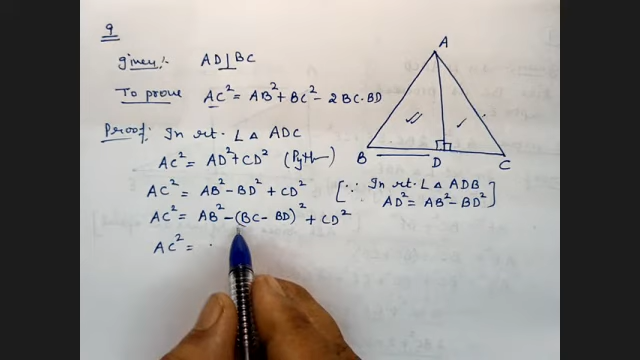 9
given:- AD⊥BC
To prove AC² = AB² + BC² - 2BC·BD
Proof: In rt. L △ ADC
AC² = AD² + CD² (Pyth)
AC² = AB² - BD² + CD² [∵ In rt. L △ ADB
AD² = AB² - BD²]
AC² = AB² - (BC - BD)² + CD²
AC² =
A
B
D
C